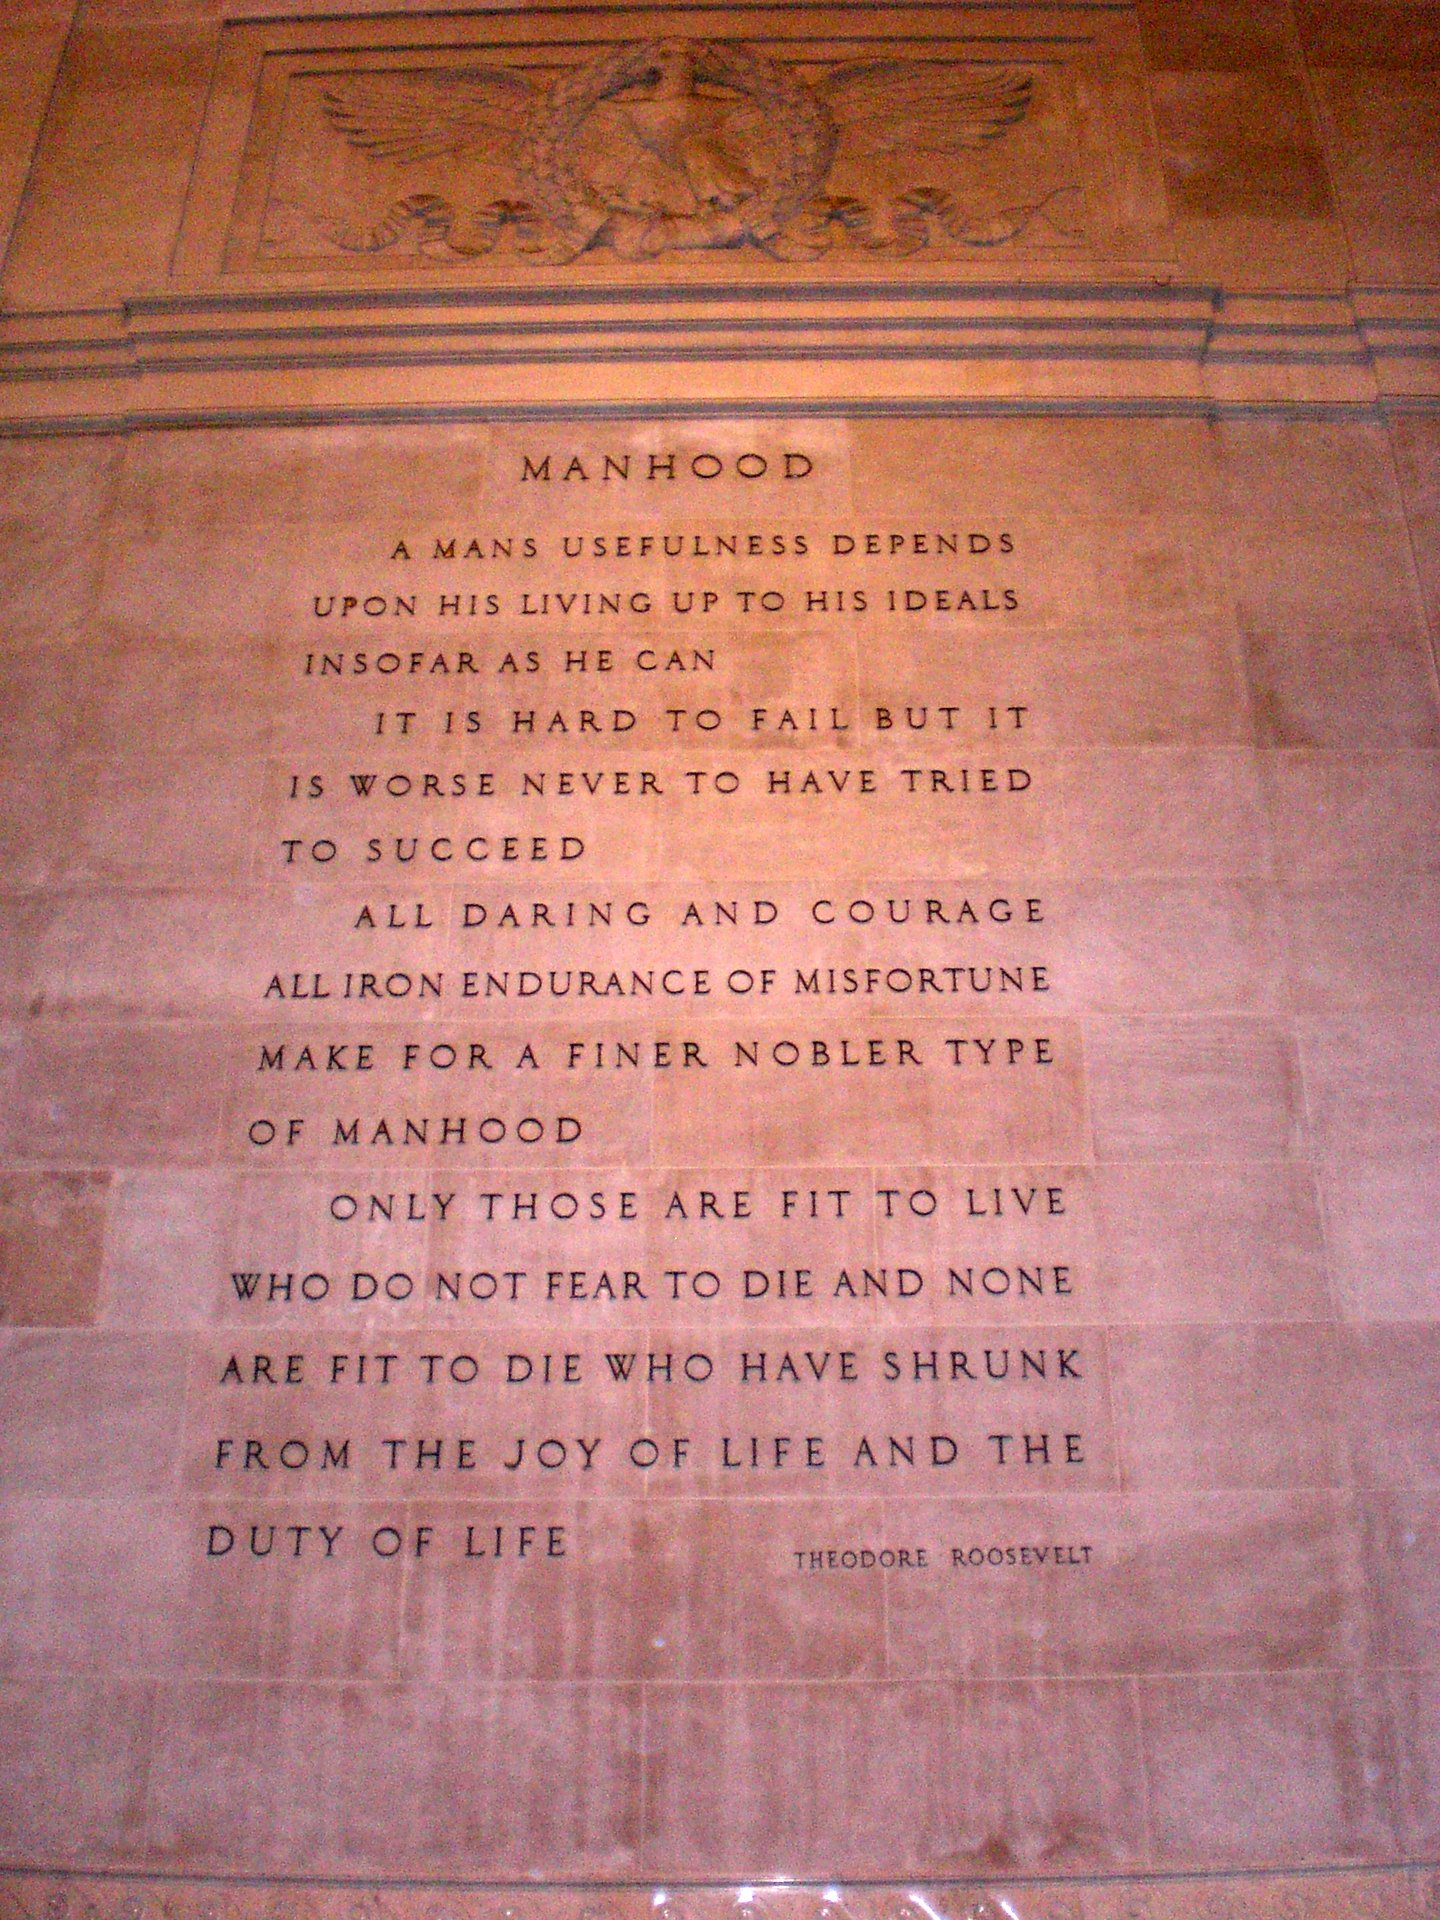 MANHOOD
A MANS USEFULNESS DEPENDS
UPON HIS LIVING UP TO HIS IDEALS
INSOFAR AS HE CAN
IT IS HARD TO FAIL BUT IT
IS WORSE NEVER TO HAVE TRIED
TO SUCCEED
ALL DARING AND COURAGE
ALL IRON ENDURANCE OF MISFORTUNE
MAKE FOR A FINER NOBLER TYPE
OF MANHOOD
ONLY THOSE ARE FIT TO LIVE
WHO DO NOT FEAR TO DIE AND NONE
ARE FIT TO DIE WHO HAVE SHRUNK
FROM THE JOY OF LIFE AND THE
DUTY OF LIFE
THEODORE ROOSEVELT